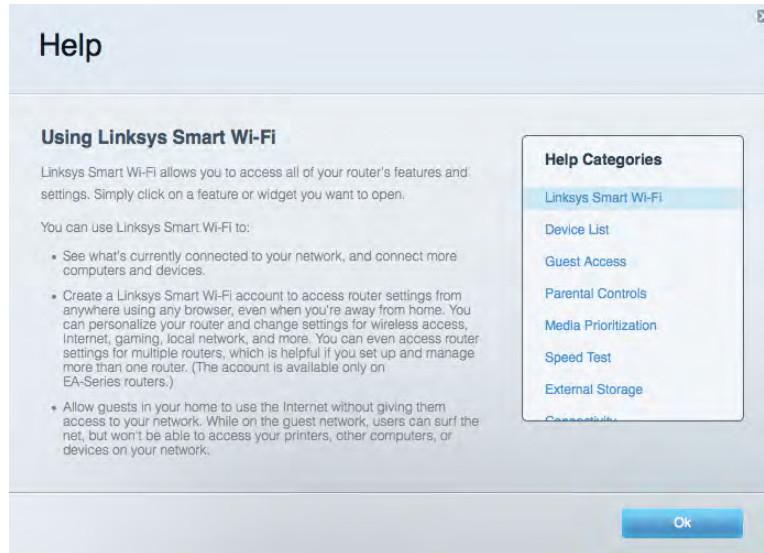 Help
Using Linksys Smart Wi-Fi
Linksys Smart Wi-Fi allows you to access all of your router's features and
settings. Simply click on a feature or widget you want to open.
You can use Linksys Smart Wi-Fi to:
• See what's currently connected to your network, and connect more
computers and devices.
• Create a Linksys Smart Wi-Fi account to access router settings from
anywhere using any browser, even when you're away from home. You
can personalize your router and change settings for wireless access,
Internet, gaming, local network, and more. You can even access router
settings for multiple routers, which is helpful if you set up and manage
more than one router. (The account is available only on
EA-Series routers.)
• Allow guests in your home to use the Internet without giving them
access to your network. While on the guest network, users can surf the
net, but won't be able to access your printers, other computers, or
devices on your network.
Help Categories
Linksys Smart Wi-Fi
Device List
Guest Access
Parental Controls
Media Prioritization
Speed Test
External Storage
Connectivity
Ok